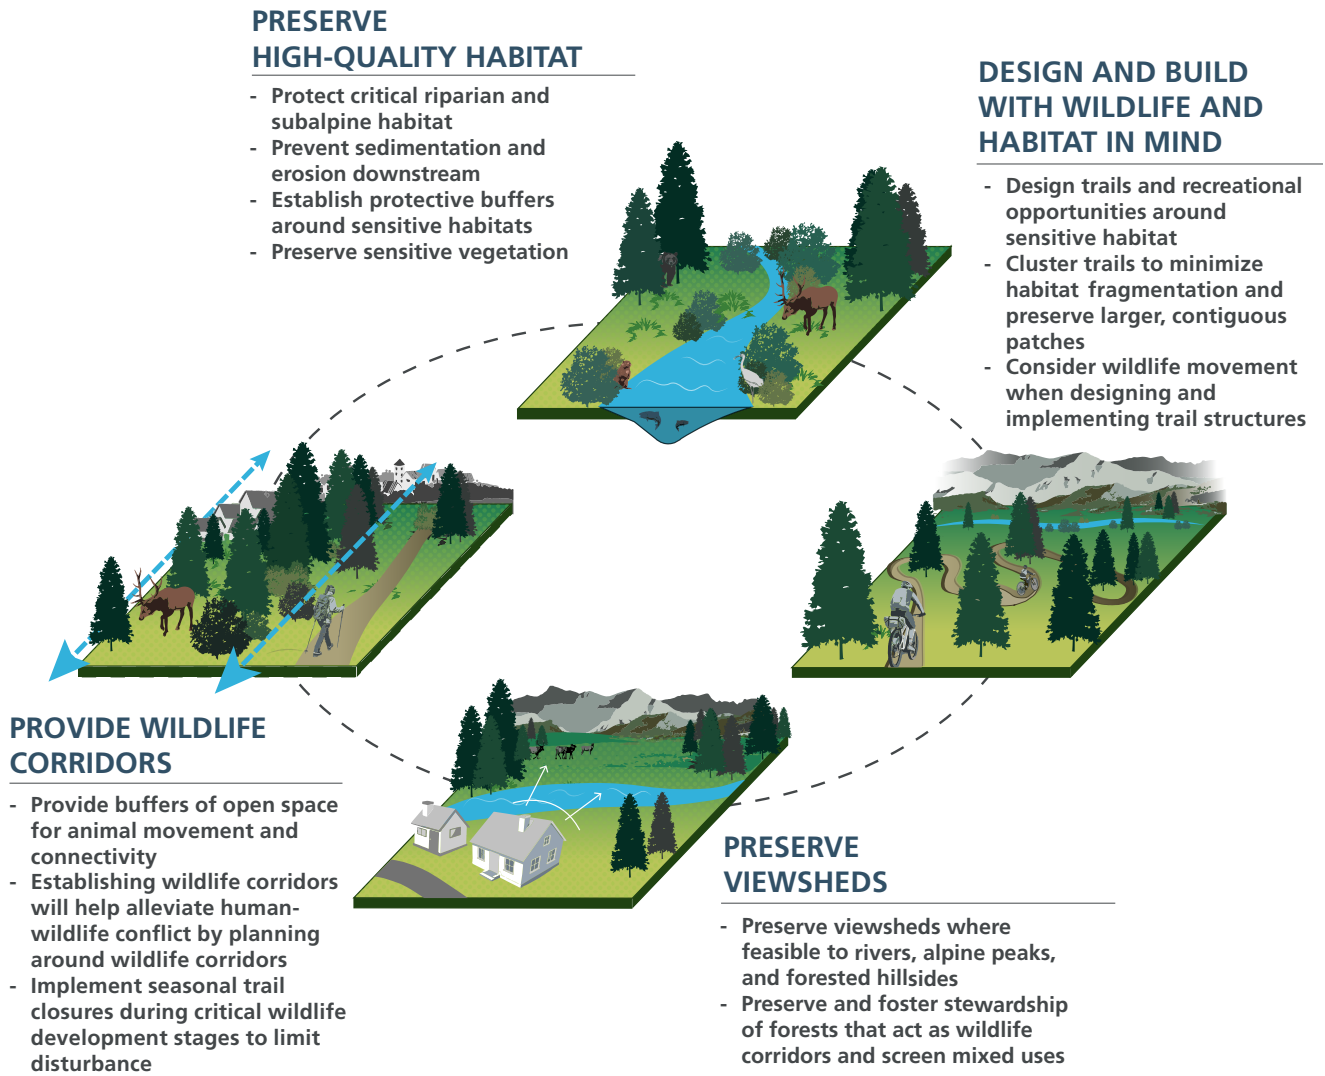 PRESERVE
HIGH-QUALITY HABITAT
- Protect critical riparian and
subalpine habitat
- Prevent sedimentation and
erosion downstream
- Establish protective buffers
around sensitive habitats
- Preserve sensitive vegetation
DESIGN AND BUILD
WITH WILDLIFE AND
HABITAT IN MIND
- Design trails and recreational
opportunities around
sensitive habitat
- Cluster trails to minimize
habitat fragmentation and
preserve larger, contiguous
patches
- Consider wildlife movement
when designing and
implementing trail structures
PROVIDE WILDLIFE
CORRIDORS
- Provide buffers of open space
for animal movement and
connectivity
- Establishing wildlife corridors
will help alleviate human-
wildlife conflict by planning
around wildlife corridors
- Implement seasonal trail
closures during critical wildlife
development stages to limit
disturbance
PRESERVE
VIEWSHEDS
- Preserve viewsheds where
feasible to rivers, alpine peaks,
and forested hillsides
- Preserve and foster stewardship
of forests that act as wildlife
corridors and screen mixed uses